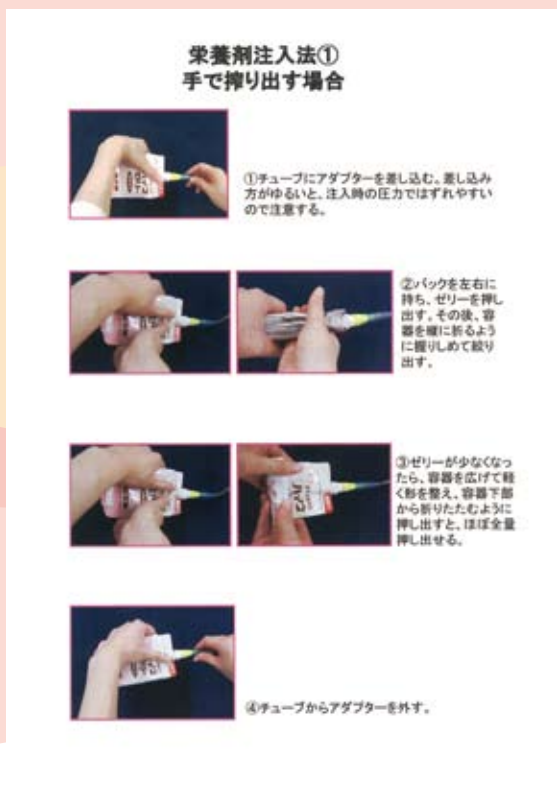 栄養剤注入法①
手で搾り出す場合
①チューブにアダプターを差し込む。差し込み
方がゆるいと、注入時の圧力ではずれやすい
ので注意する。
②パックを左右に
持ち、ゼリーを押し
出す。その後、容
器を縦に折るよう
に握りしめて絞り
出す。
③ゼリーが少なくなっ
たら、容器を広げて軽
く形を整え、容器下部
から折りたたむように
押し出すと、ほぼ全量
押し出せる。
④チューブからアダプターを外す。